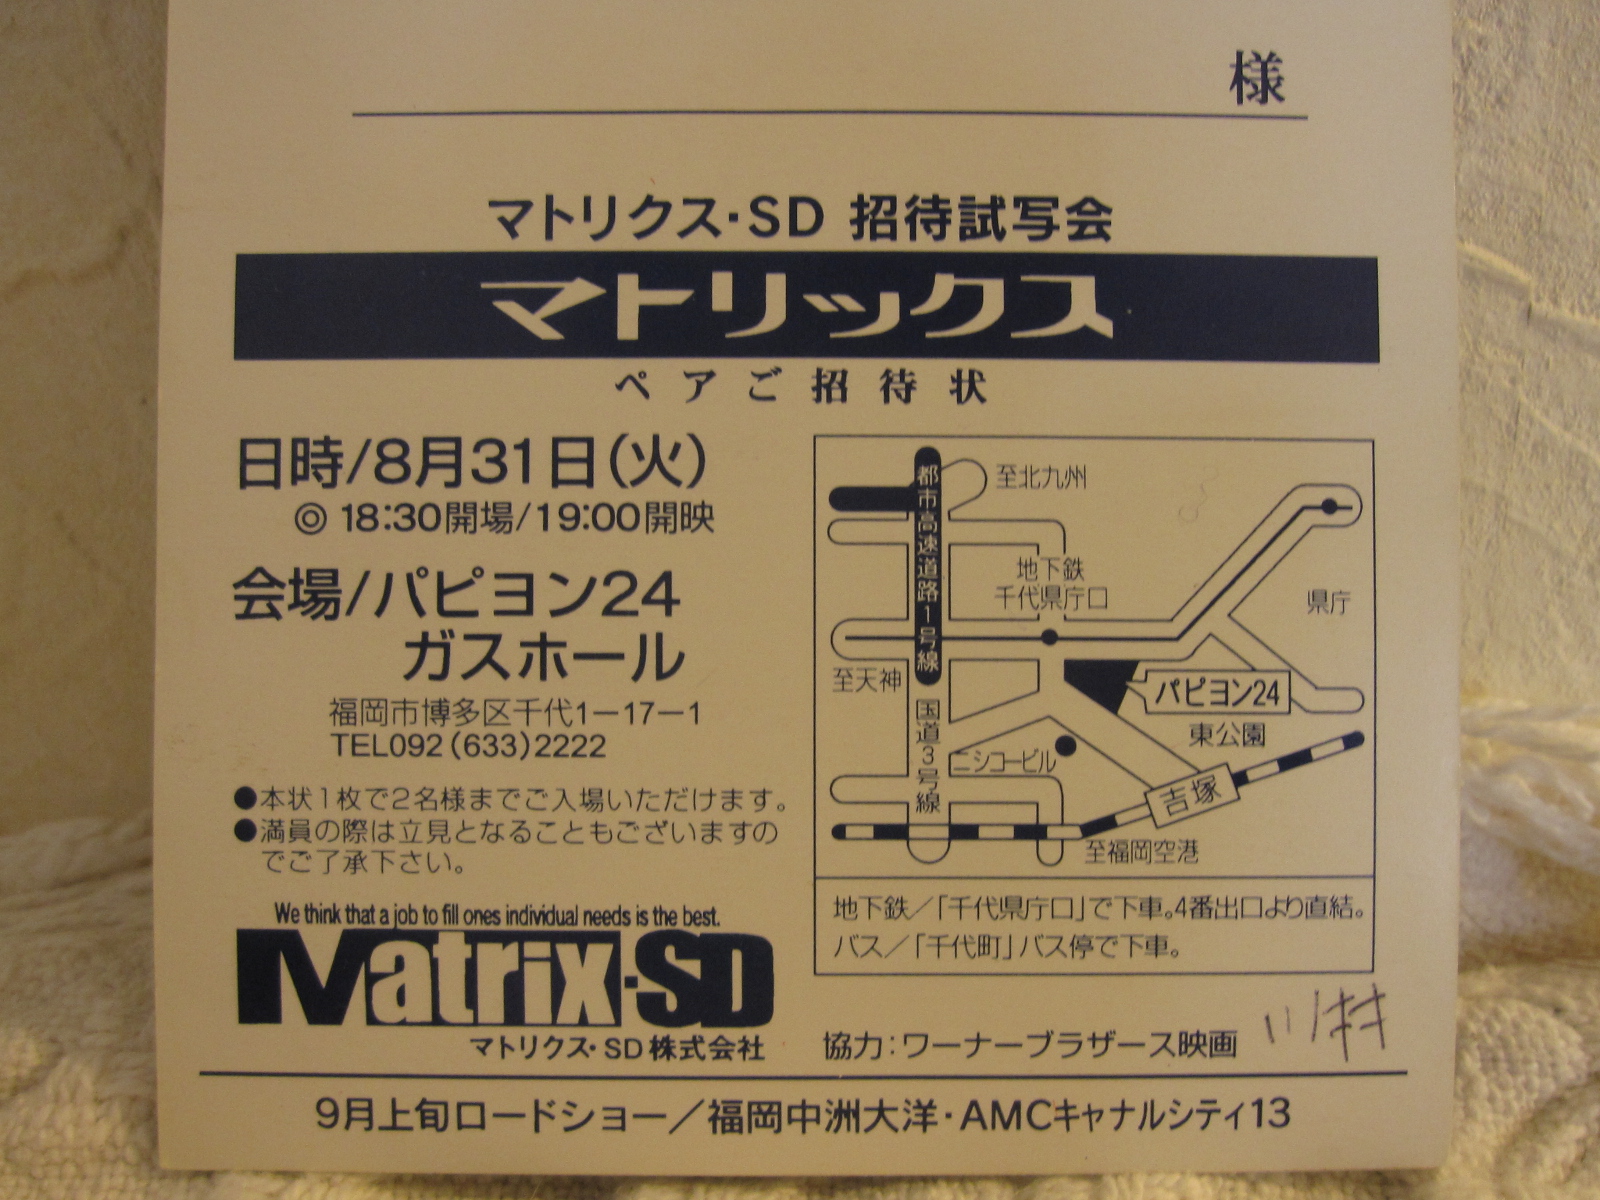 様
マトリクス・SD 招待試写会
マトリックス
ペアご招待状
日時/8月31日(火)
◎ 18:30開場/19:00開映
会場/パピヨン24
ガスホール
福岡市博多区千代1－17－1
TEL092(633)2222
●本状1枚で2名様までご入場いただけます。
●満員の際は立見となることもございますの
でご了承下さい。
We think that a job to fill ones individual needs is the best.
Matrix-SD
マトリクス・SD株式会社
都市高速道路1号線
至北九州
地下鉄
千代県庁口
県庁
至天神
パピヨン24
国道3号線
東公園
ニシコービル
吉塚
至福岡空港
地下鉄／「千代県庁口」で下車。4番出口より直結。
バス／「千代町」バス停で下車。
協力：ワーナーブラザース映画
川村
9月上旬ロードショー／福岡中洲大洋・AMCキャナルシティ13